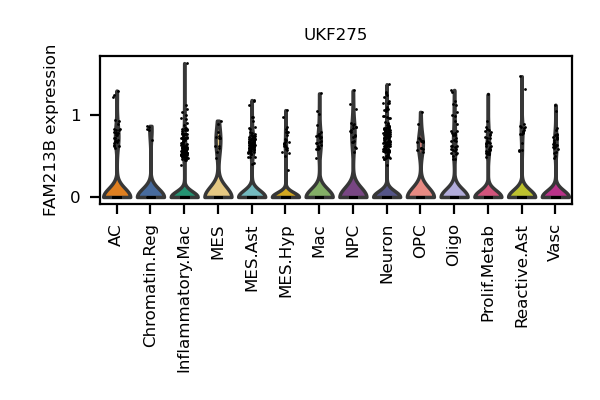 UKF275
FAM213B expression
1
0
AC
Chromatin.Reg
Inflammatory.Mac
MES
MES.Ast
MES.Hyp
Mac
NPC
Neuron
OPC
Oligo
Prolif.Metab
Reactive.Ast
Vasc